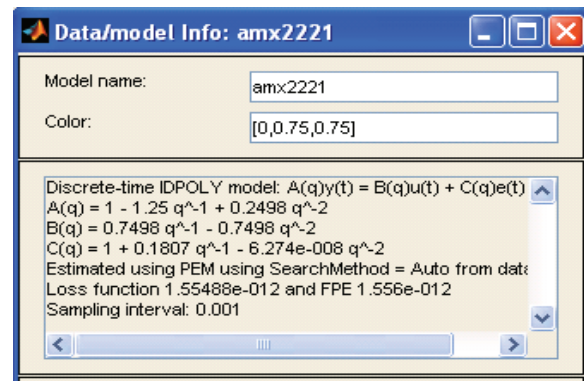 Data/model Info: amx2221
Model name: amx2221
Color: [0,0.75,0.75]
Discrete-time IDPOLY model: A(q)y(t) = B(q)u(t) + C(q)e(t)
A(q) = 1 - 1.25 q^-1 + 0.2498 q^-2
B(q) = 0.7498 q^-1 - 0.7498 q^-2
C(q) = 1 + 0.1807 q^-1 - 6.274e-008 q^-2
Estimated using PEM using SearchMethod = Auto from data
Loss function 1.55488e-012 and FPE 1.556e-012
Sampling interval: 0.001